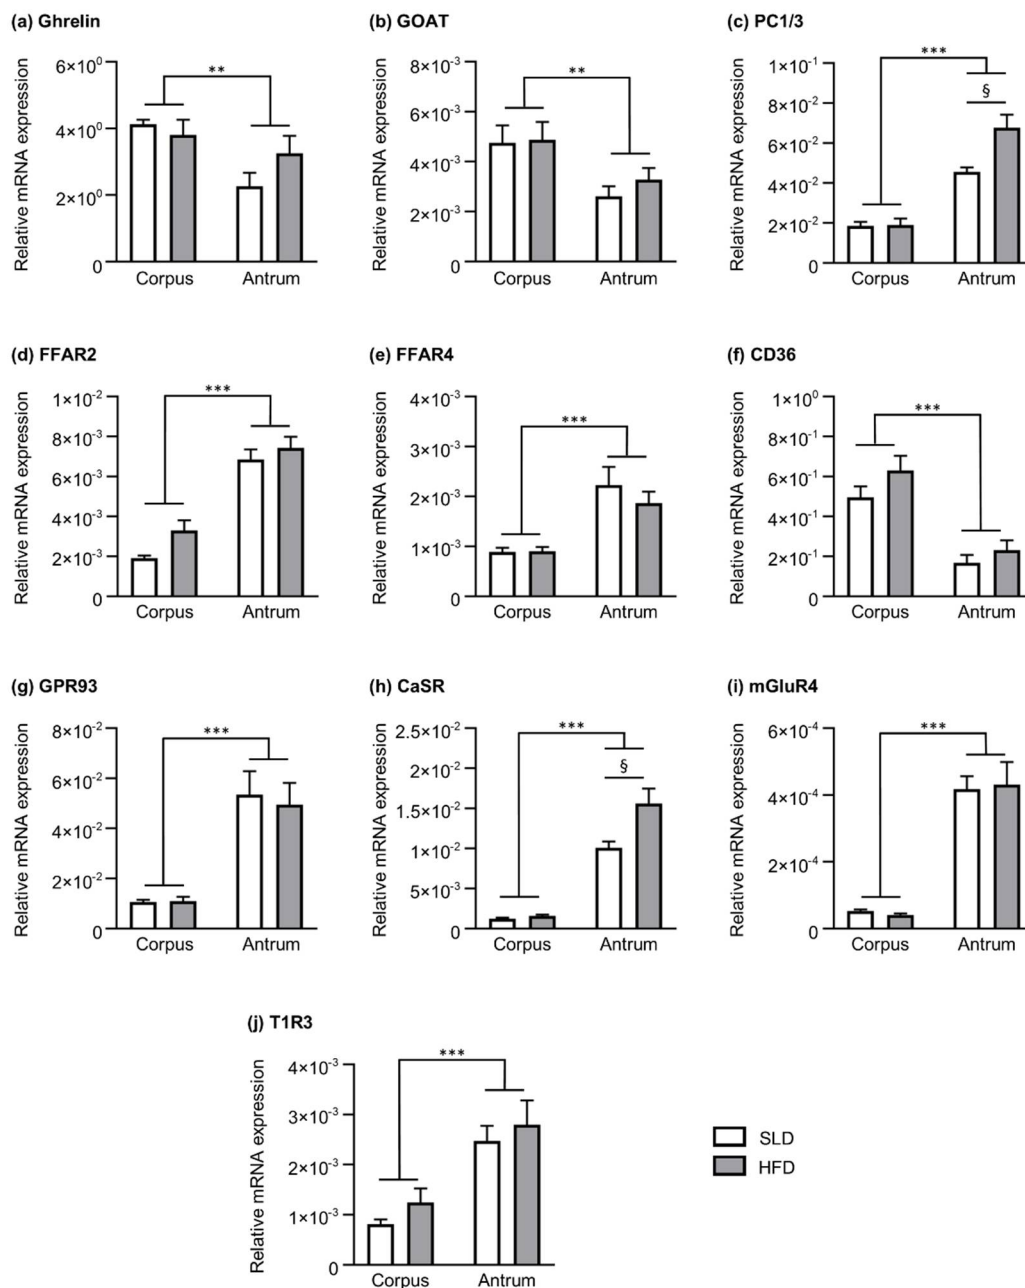 (a) Ghrelin
Relative mRNA expression
6×10⁰
4×10⁰
2×10⁰
0
**
Corpus
Antrum
(b) GOAT
Relative mRNA expression
8×10⁻³
6×10⁻³
4×10⁻³
2×10⁻³
0
**
Corpus
Antrum
(c) PC1/3
Relative mRNA expression
1×10⁻¹
8×10⁻²
6×10⁻²
4×10⁻²
2×10⁻²
0
***
§
Corpus
Antrum
(d) FFAR2
Relative mRNA expression
1×10⁻²
8×10⁻³
6×10⁻³
4×10⁻³
2×10⁻³
0
***
Corpus
Antrum
(e) FFAR4
Relative mRNA expression
4×10⁻³
3×10⁻³
2×10⁻³
1×10⁻³
0
***
Corpus
Antrum
(f) CD36
Relative mRNA expression
1×10⁰
8×10⁻¹
6×10⁻¹
4×10⁻¹
2×10⁻¹
0
***
Corpus
Antrum
(g) GPR93
Relative mRNA expression
8×10⁻²
6×10⁻²
4×10⁻²
2×10⁻²
0
***
Corpus
Antrum
(h) CaSR
Relative mRNA expression
2.5×10⁻²
2×10⁻²
1.5×10⁻²
1×10⁻²
5×10⁻³
0
***
§
Corpus
Antrum
(i) mGluR4
Relative mRNA expression
6×10⁻⁴
4×10⁻⁴
2×10⁻⁴
0
***
Corpus
Antrum
(j) T1R3
Relative mRNA expression
4×10⁻³
3×10⁻³
2×10⁻³
1×10⁻³
0
***
Corpus
Antrum
SLD
HFD